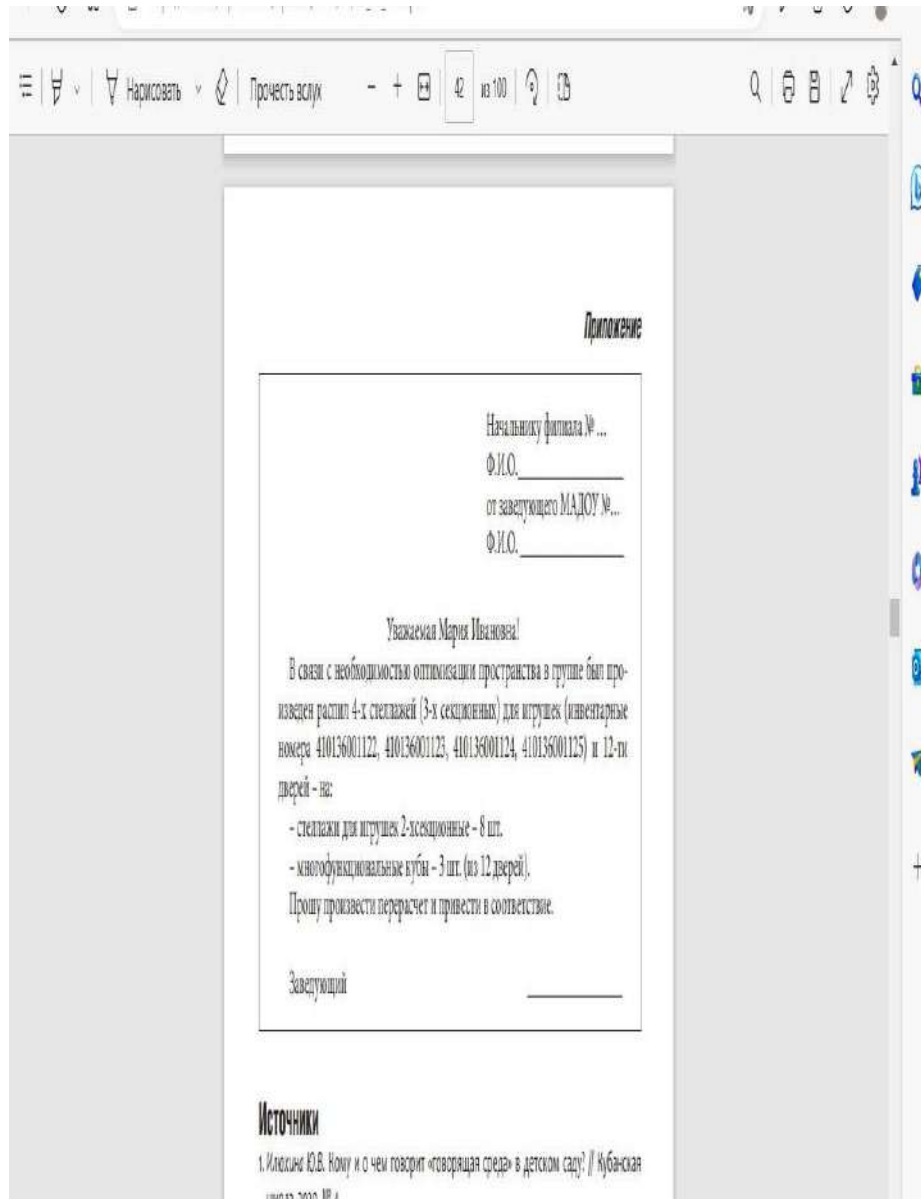 Нарисовать
Прочесть вслух
42
из 100
Приложение
Начальнику филиала № ...
Ф.И.О.
от заведующего МАДОУ №...
Ф.И.О.
Уважаемая Мария Ивановна!
В связи с необходимостью оптимизации пространства в группе был про-
изведен распил 4-х стеллажей (3-х секционных) для игрушек (инвентарные
номера 410136001122, 410136001123, 410136001124, 410136001125) и 12-ти
дверей – на:
– стеллажи для игрушек 2-хсекционные – 8 шт.
– многофункциональные кубы – 3 шт. (из 12 дверей).
Прошу произвести перерасчет и привести в соответствие.
Заведующий
Источники
1. Илюхина Ю.В. Кому и о чем говорит «говорящая среда» в детском саду? // Кубанская